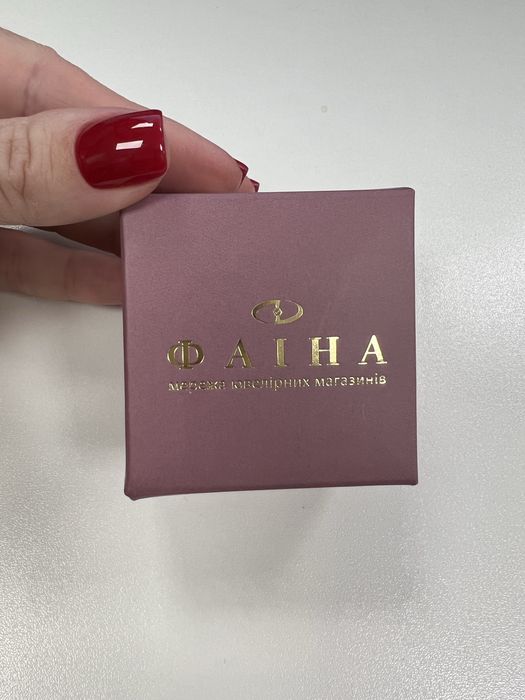 ФАІНА
мережа ювелірних магазинів